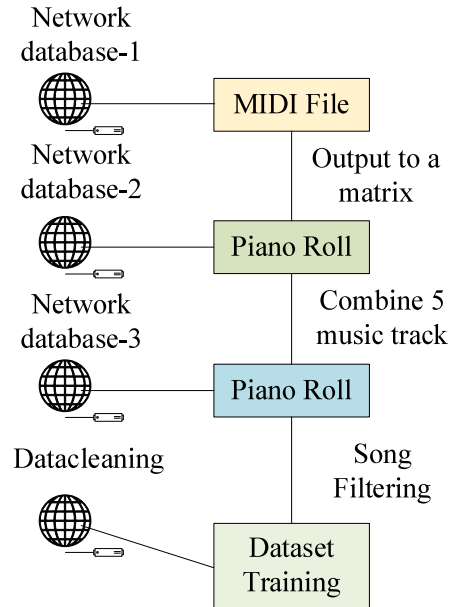 Network
database-1
MIDI File
Output to a
matrix
Network
database-2
Piano Roll
Combine 5
music track
Network
database-3
Piano Roll
Song
Filtering
Datacleaning
Dataset
Training